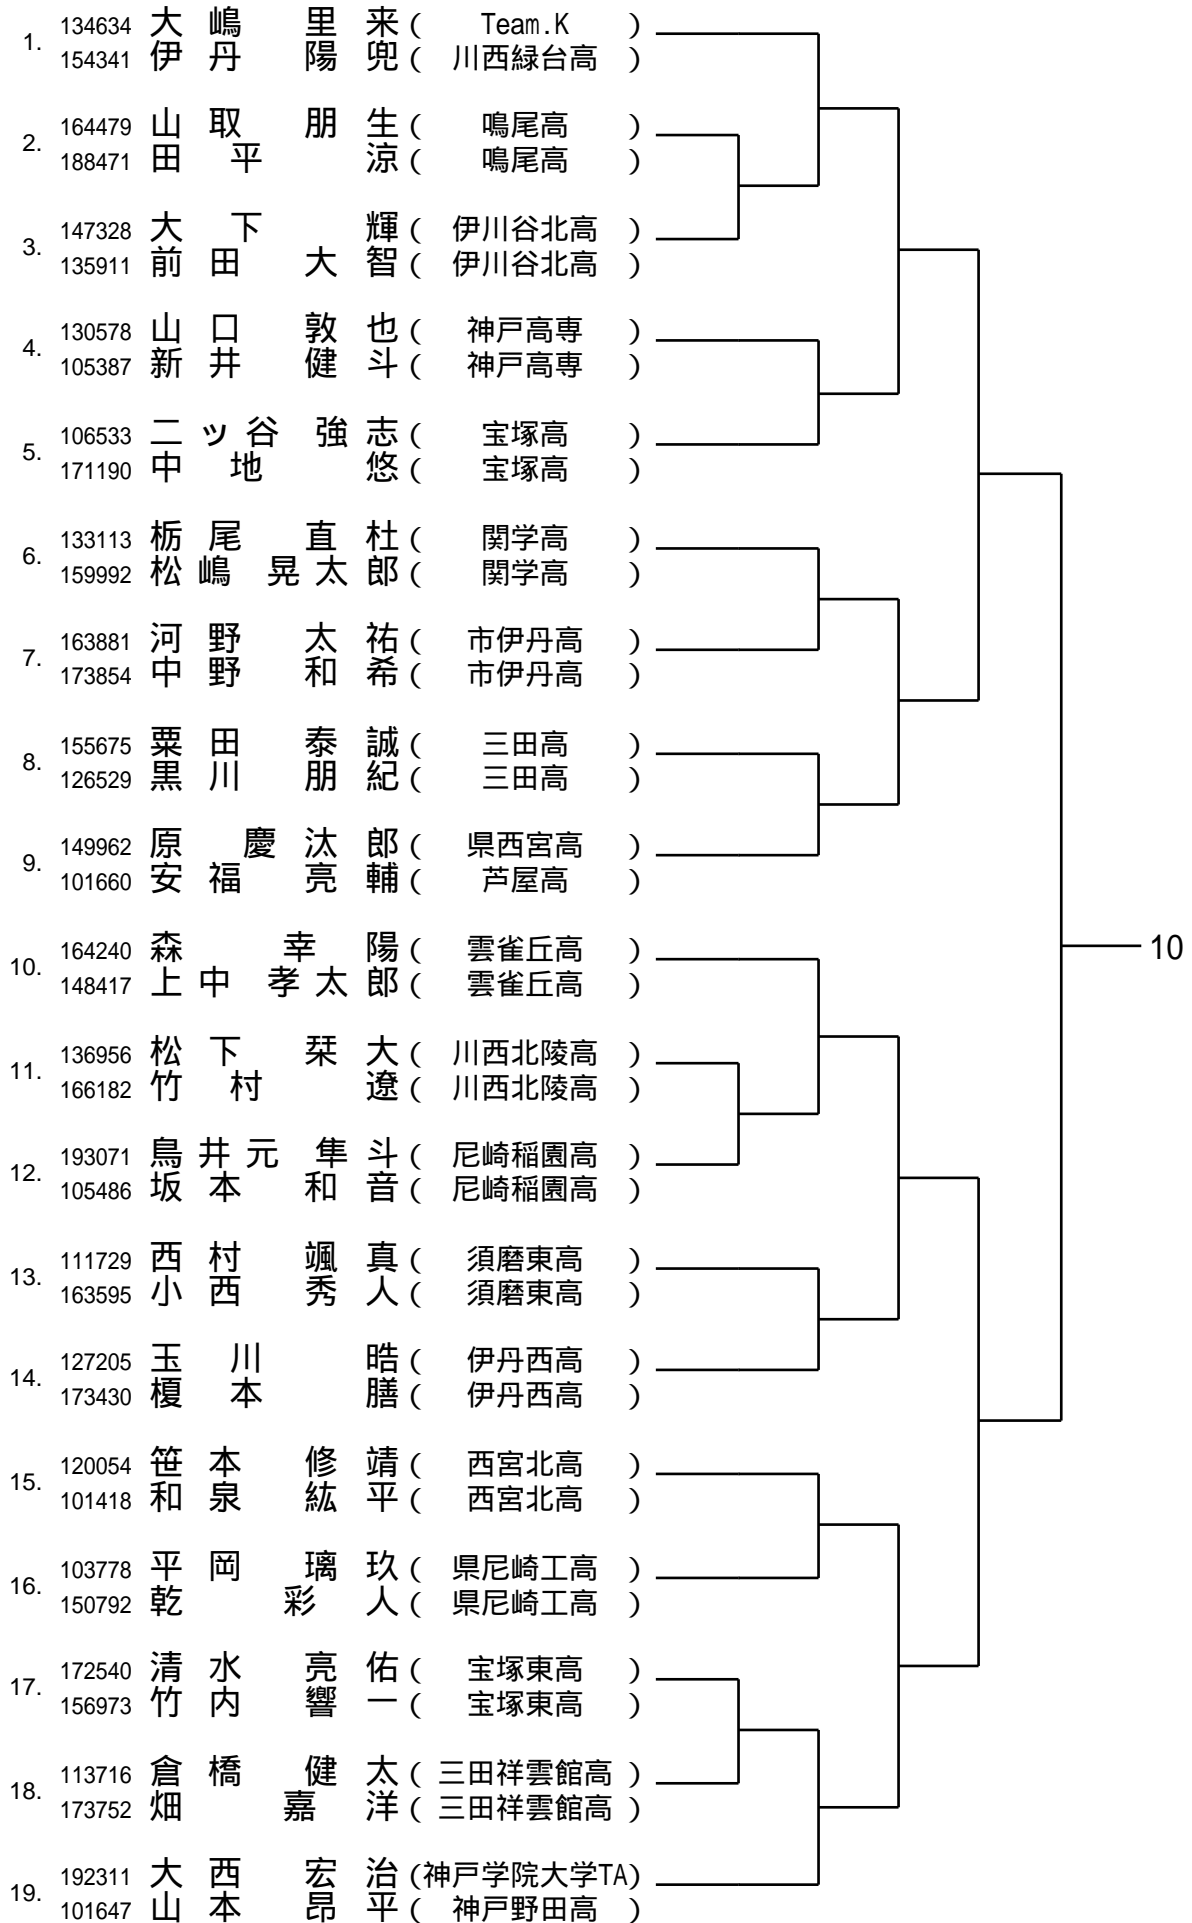 1. 134634 大嶋 里来 ( Team.K )
154341 伊丹 陽兜 ( 川西緑台高 )
2. 164479 山取 朋生 ( 鳴尾高 )
188471 田平 涼 ( 鳴尾高 )
3. 147328 大下 輝 ( 伊川谷北高 )
135911 前田 大智 ( 伊川谷北高 )
4. 130578 山口 敦也 ( 神戸高専 )
105387 新井 健斗 ( 神戸高専 )
5. 106533 二ッ谷 強志 ( 宝塚高 )
171190 中地 悠 ( 宝塚高 )
6. 133113 栃尾 直杜 ( 関学高 )
159992 松嶋 晃太郎 ( 関学高 )
7. 163881 河野 太祐 ( 市伊丹高 )
173854 中野 和希 ( 市伊丹高 )
8. 155675 粟田 泰誠 ( 三田高 )
126529 黒川 朋紀 ( 三田高 )
9. 149962 原 慶汰郎 ( 県西宮高 )
101660 安福 亮輔 ( 芦屋高 )
10. 164240 森 幸陽 ( 雲雀丘高 )
148417 上中 孝太郎 ( 雲雀丘高 )
10
11. 136956 松下 栞大 ( 川西北陵高 )
166182 竹村 遼 ( 川西北陵高 )
12. 193071 鳥井元 隼斗 ( 尼崎稲園高 )
105486 坂本 和音 ( 尼崎稲園高 )
13. 111729 西村 颯真 ( 須磨東高 )
163595 小西 秀人 ( 須磨東高 )
14. 127205 玉川 晧 ( 伊丹西高 )
173430 榎本 膳 ( 伊丹西高 )
15. 120054 笹本 修靖 ( 西宮北高 )
101418 和泉 紘平 ( 西宮北高 )
16. 103778 平岡 璃玖 ( 県尼崎工高 )
150792 乾 彩人 ( 県尼崎工高 )
17. 172540 清水 亮佑 ( 宝塚東高 )
156973 竹内 響一 ( 宝塚東高 )
18. 113716 倉橋 健太 ( 三田祥雲館高 )
173752 畑 嘉洋 ( 三田祥雲館高 )
19. 192311 大西 宏治 (神戸学院大学TA)
101647 山本 昂平 ( 神戸野田高 )